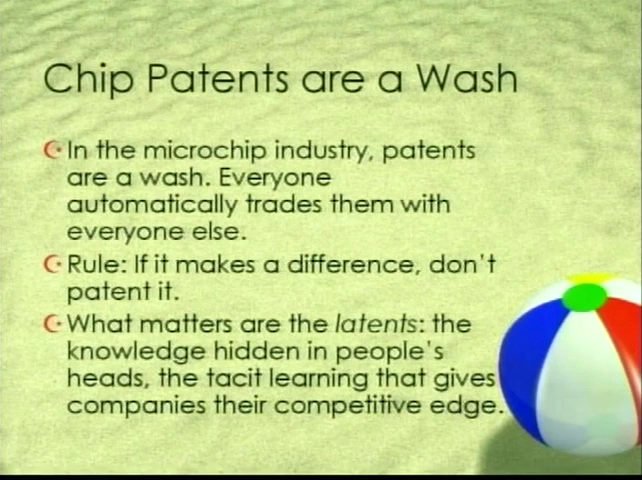 Chip Patents are a Wash
In the microchip industry, patents
are a wash. Everyone
automatically trades them with
everyone else.
Rule: If it makes a difference, don't
patent it.
What matters are the latents: the
knowledge hidden in people's
heads, the tacit learning that gives
companies their competitive edge.